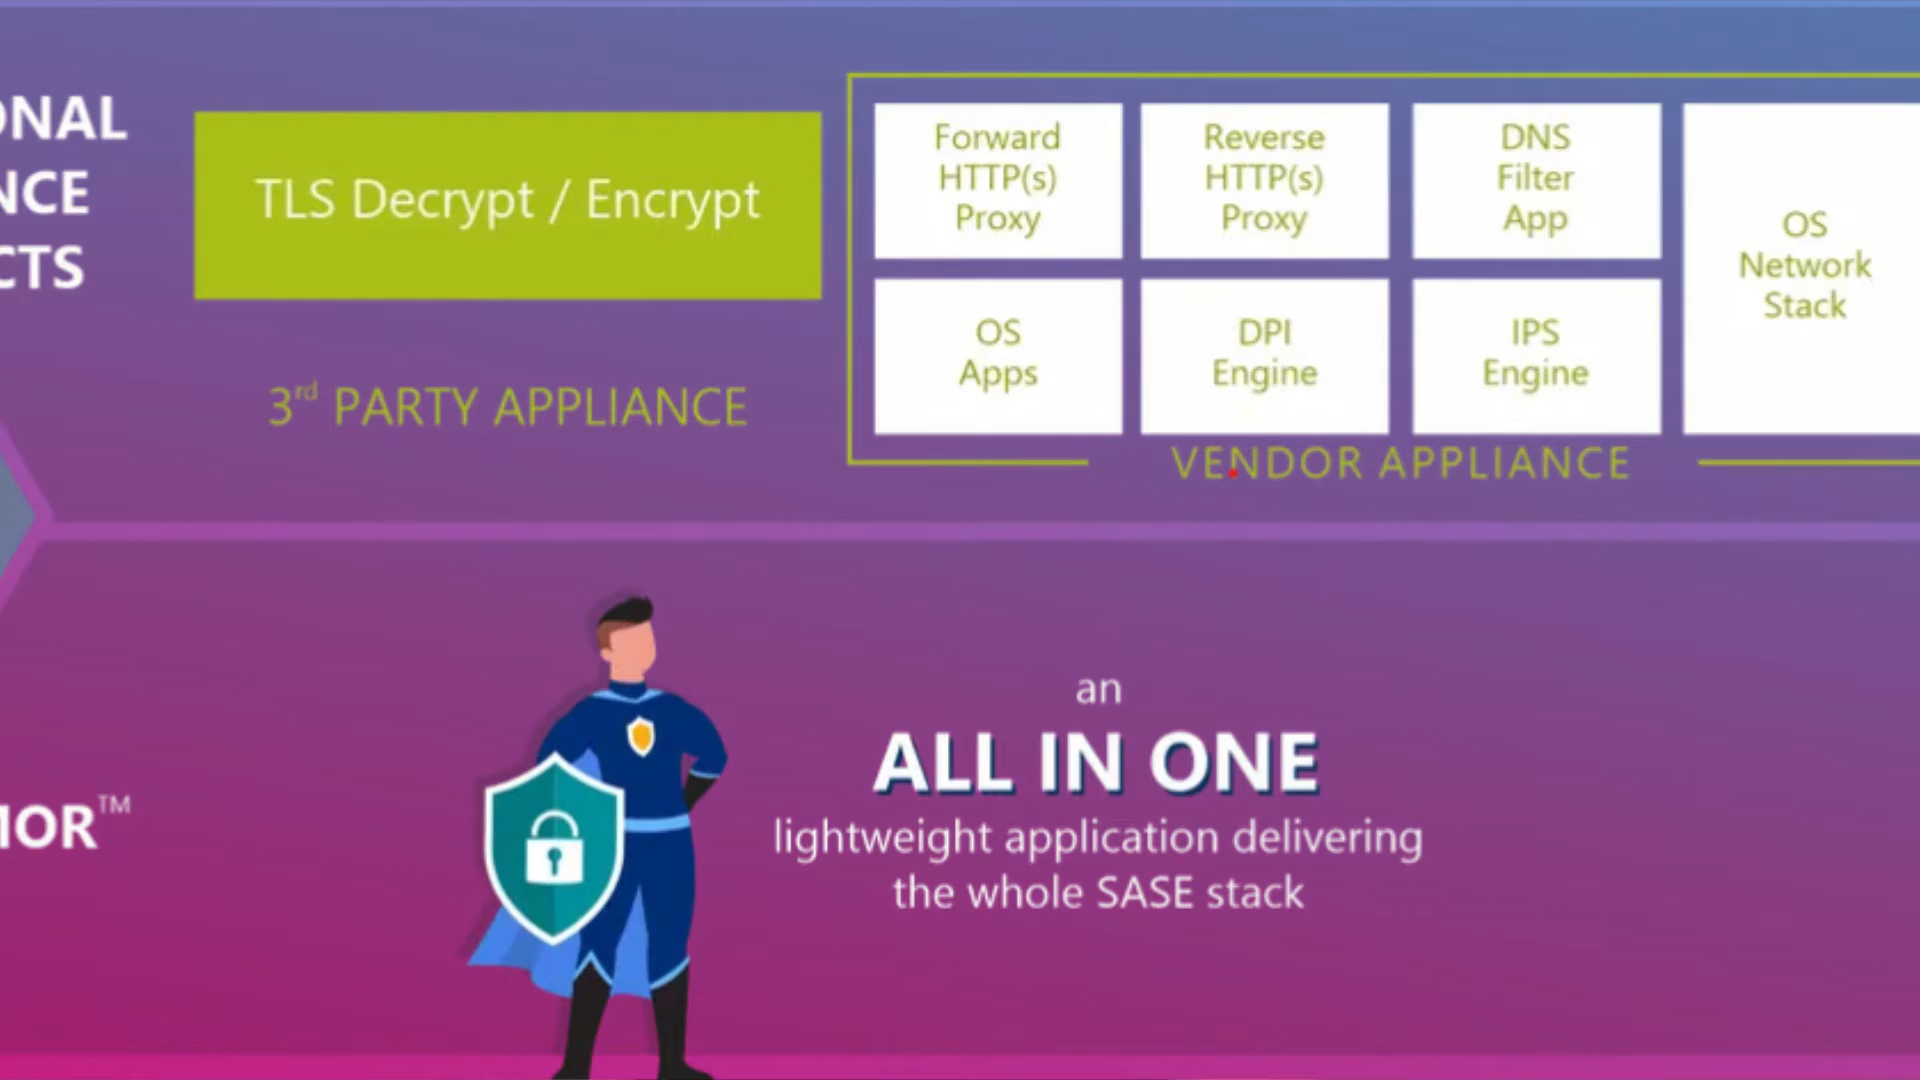 ONAL
NCE
CTS
TLS Decrypt / Encrypt
3rd PARTY APPLIANCE
Forward
HTTP(s)
Proxy
Reverse
HTTP(s)
Proxy
DNS
Filter
App
OS
Network
Stack
OS
Apps
DPI
Engine
IPS
Engine
VENDOR APPLIANCE
MOR™
an
ALL IN ONE
lightweight application delivering
the whole SASE stack